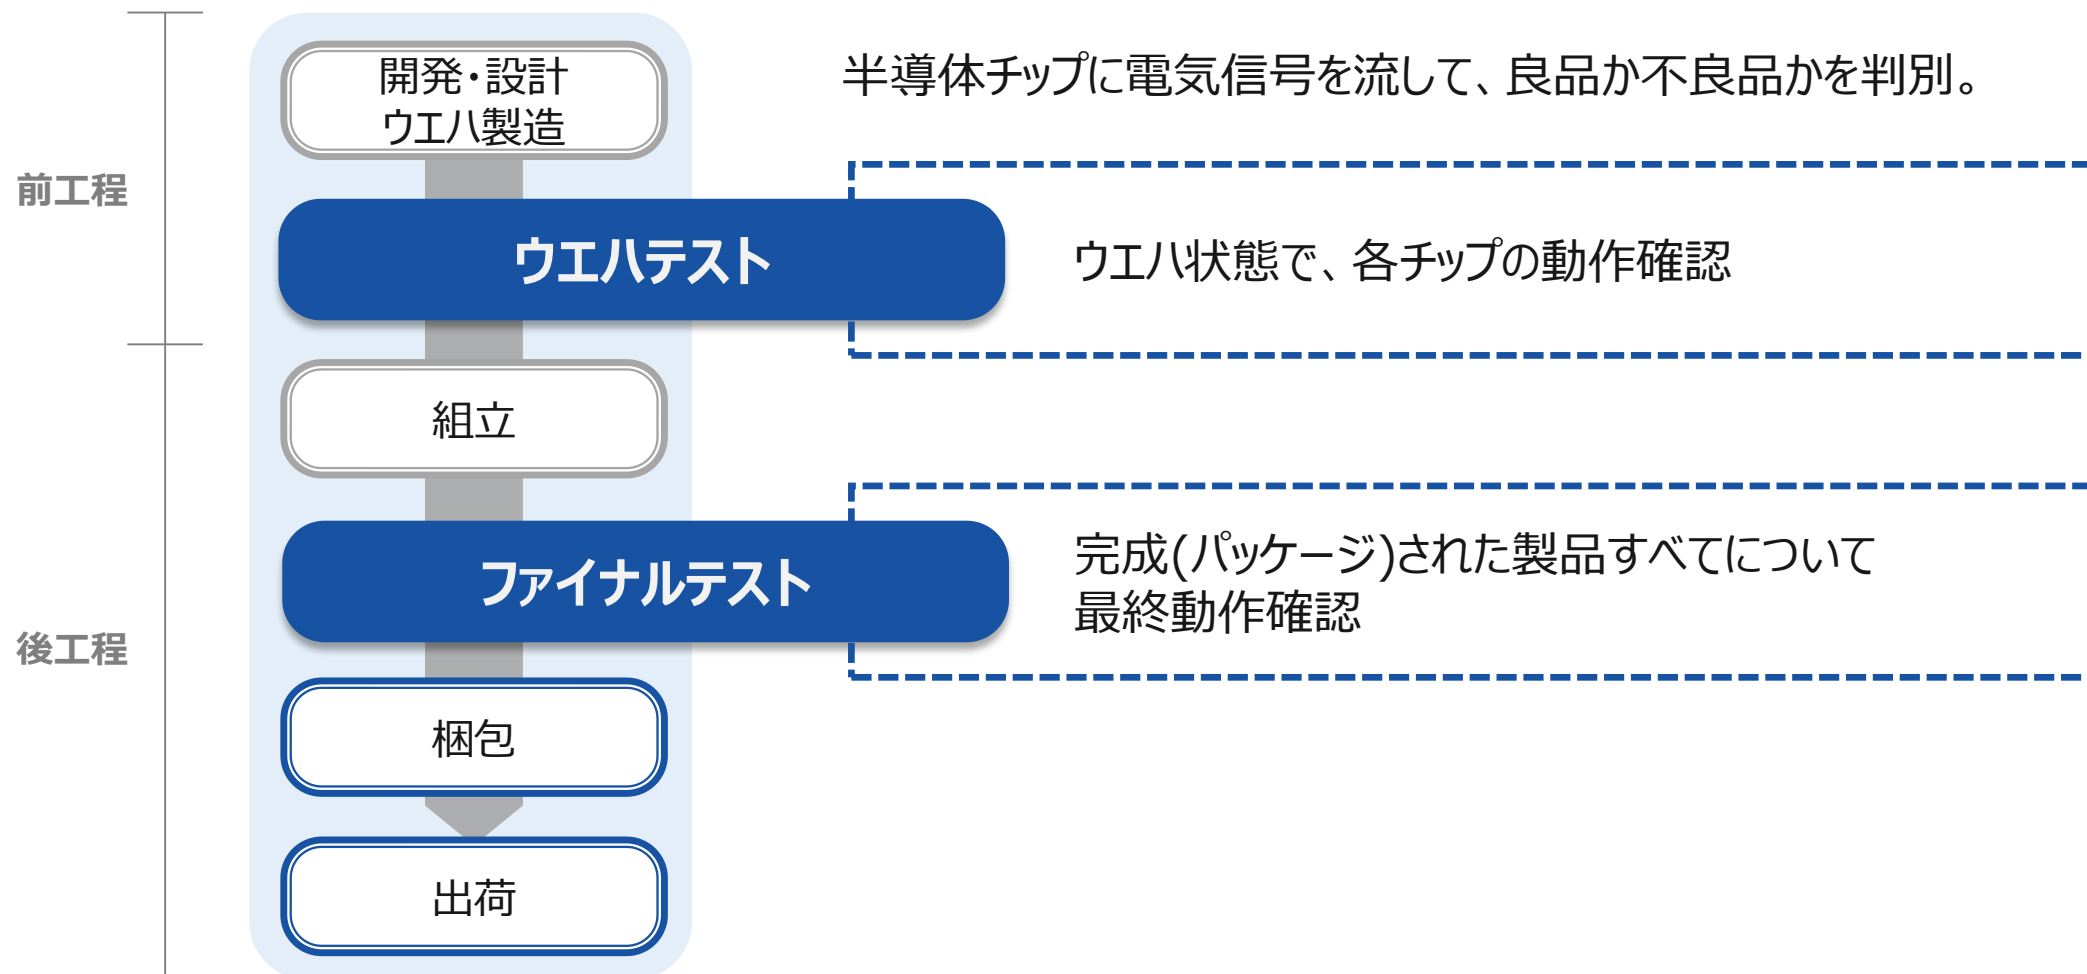 開発・設計
ウエハ製造
半導体チップに電気信号を流して、良品か不良品かを判別。
前工程
ウエハテスト
ウエハ状態で、各チップの動作確認
組立
ファイナルテスト
完成(パッケージ)された製品すべてについて
最終動作確認
後工程
梱包
出荷